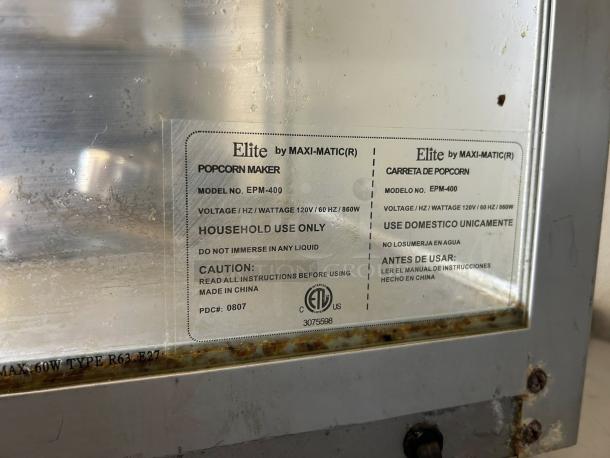 Elite by MAXI-MATIC(R)
POPCORN MAKER
MODEL NO. EPM-400
VOLTAGE / HZ / WATTAGE 120V / 60 HZ / 860W
HOUSEHOLD USE ONLY
DO NOT IMMERSE IN ANY LIQUID
CAUTION:
READ ALL INSTRUCTIONS BEFORE USING
MADE IN CHINA
PDC#: 0807
C ETL US
3075598
Elite by MAXI-MATIC(R)
CARRETA DE POPCORN
MODELO NO. EPM-400
VOLTAGE / HZ / WATTAGE 120V / 60 HZ / 860W
USE DOMESTICO UNICAMENTE
NO LOSUMERJA EN AGUA
ANTES DE USAR:
LER EL MANUAL DE INSTRUCCIONES
HECHO EN CHINA
MAX. 60W TYPE R63 E27